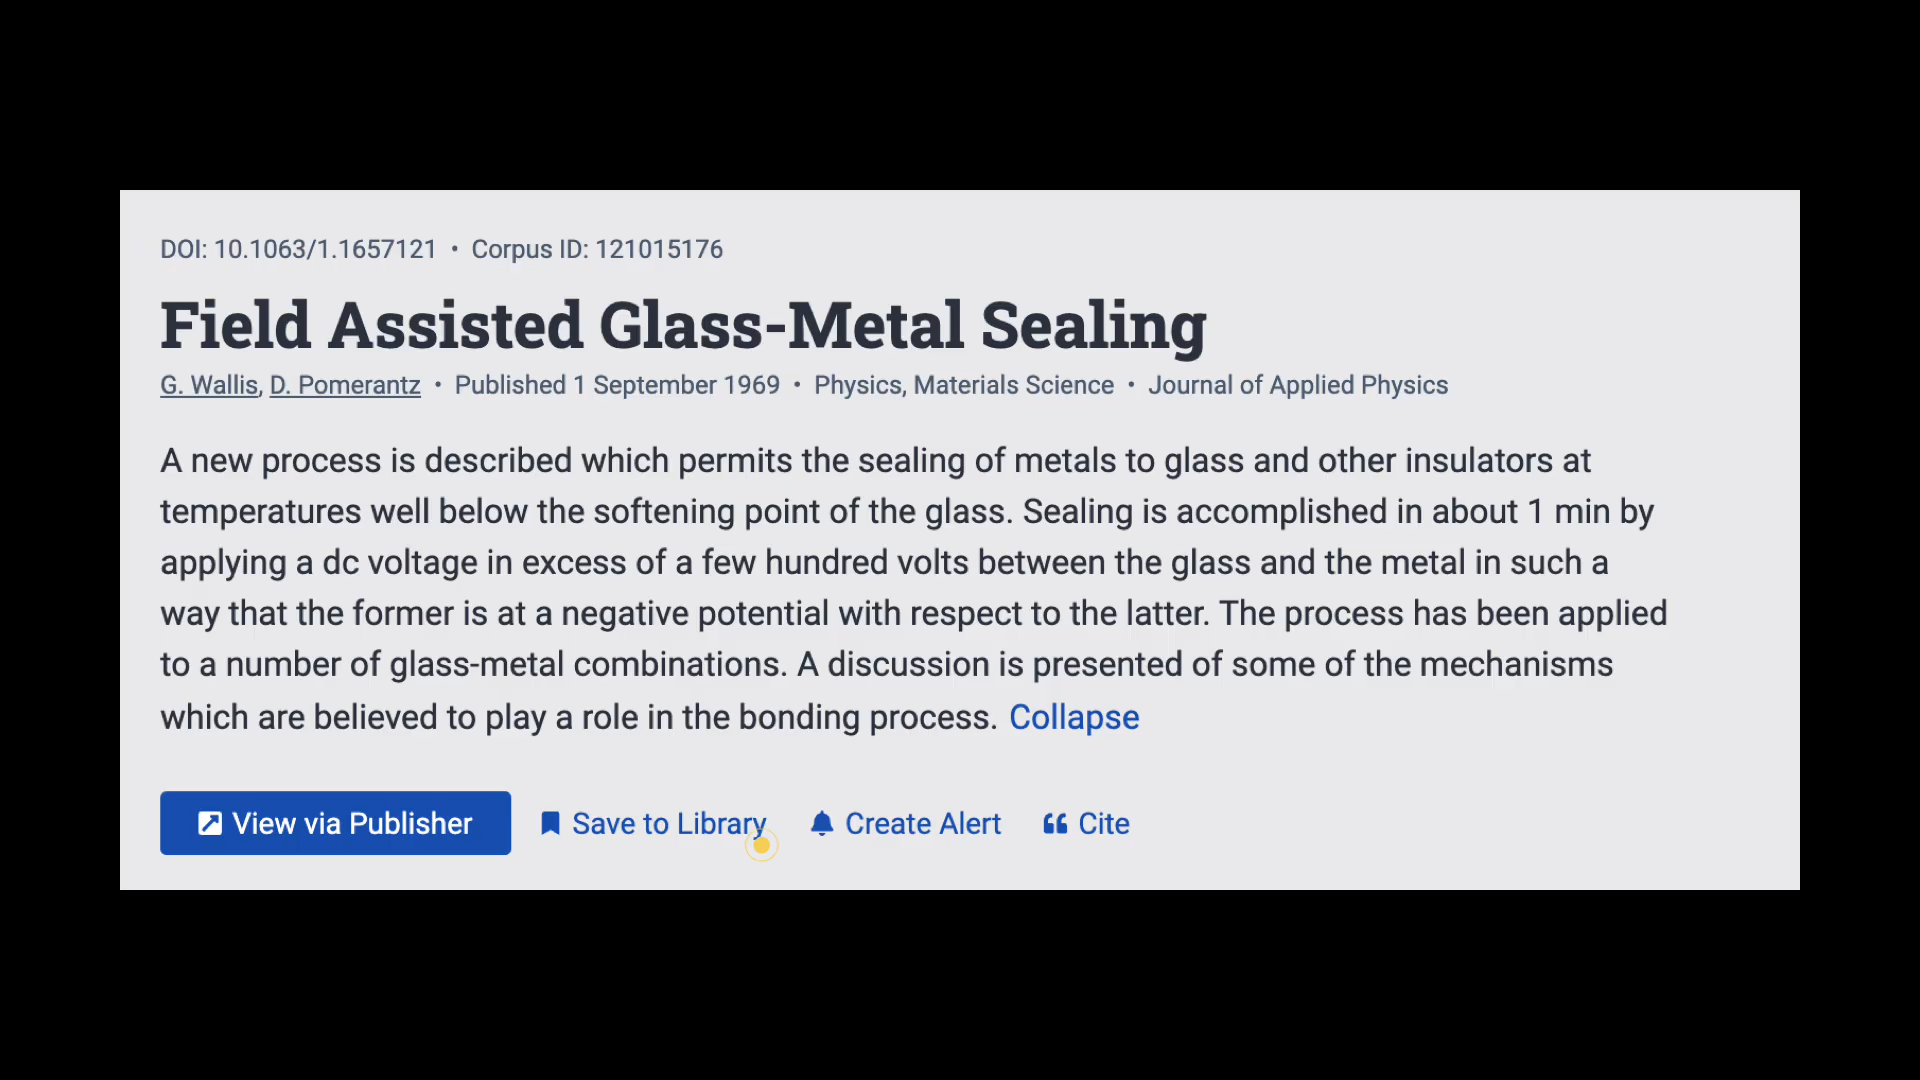 DOI: 10.1063/1.1657121 • Corpus ID: 121015176
Field Assisted Glass-Metal Sealing
G. Wallis, D. Pomerantz • Published 1 September 1969 • Physics, Materials Science • Journal of Applied Physics
A new process is described which permits the sealing of metals to glass and other insulators at
temperatures well below the softening point of the glass. Sealing is accomplished in about 1 min by
applying a dc voltage in excess of a few hundred volts between the glass and the metal in such a
way that the former is at a negative potential with respect to the latter. The process has been applied
to a number of glass-metal combinations. A discussion is presented of some of the mechanisms
which are believed to play a role in the bonding process. Collapse
View via Publisher Save to Library Create Alert Cite